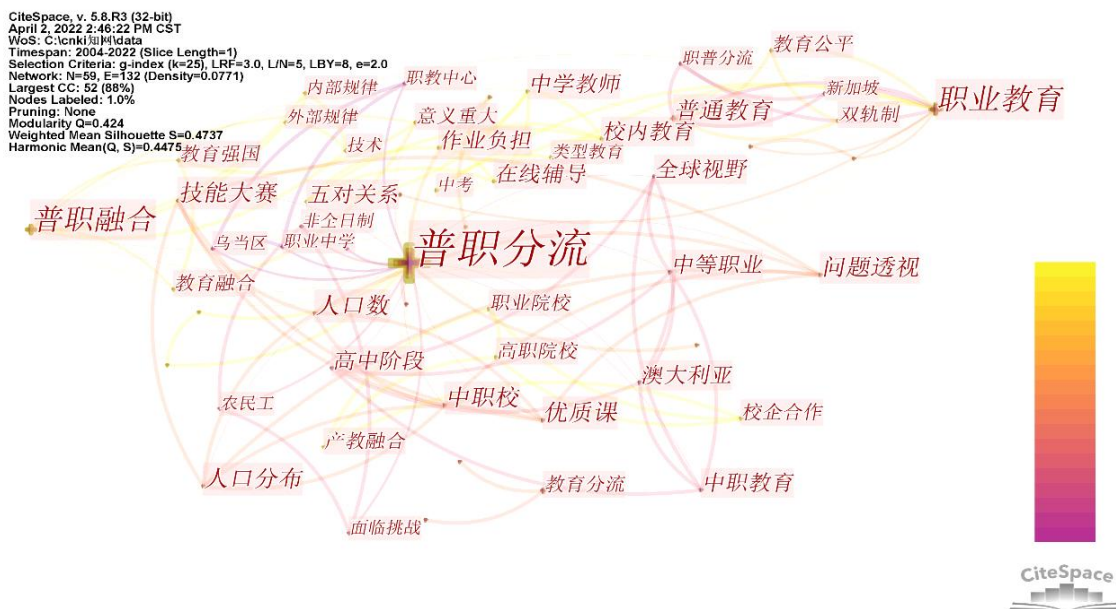 CiteSpace, v. 5.8.R3 (32-bit)
April 2, 2022 2:46:22 PM CST
WoS: C:\cnki知网\data
Timespan: 2004-2022 (Slice Length=1)
Selection Criteria: g-index (k=25), LRF=3.0, L/N=5, LBY=8, e=2.0
Network: N=59, E=132 (Density=0.0771)
Largest CC: 52 (88%)
Nodes Labeled: 1.0%
Pruning: None
Modularity Q=0.424
Weighted Mean Silhouette S=0.4737
Harmonic Mean(Q, S)=0.4475
教育公平
职普分流
职教中心
中学教师
内部规律
新加坡
职业教育
普通教育
双轨制
意义重大
外部规律
校内教育
作业负担
技术
类型教育
教育强国
全球视野
在线辅导
中考
技能大赛
五对关系
普职融合
非全日制
乌当区
职业中学
普职分流
中等职业
问题透视
教育融合
人口数
职业院校
高职院校
高中阶段
澳大利亚
中职校
农民工
优质课
校企合作
产教融合
人口分布
教育分流
中职教育
面临挑战
CiteSpace